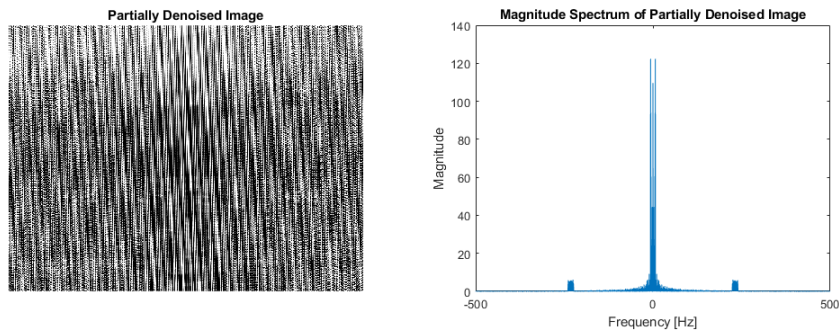 Partially Denoised Image
Magnitude Spectrum of Partially Denoised Image
140
120
100
80
60
40
20
0
Magnitude
-500
0
500
Frequency [Hz]